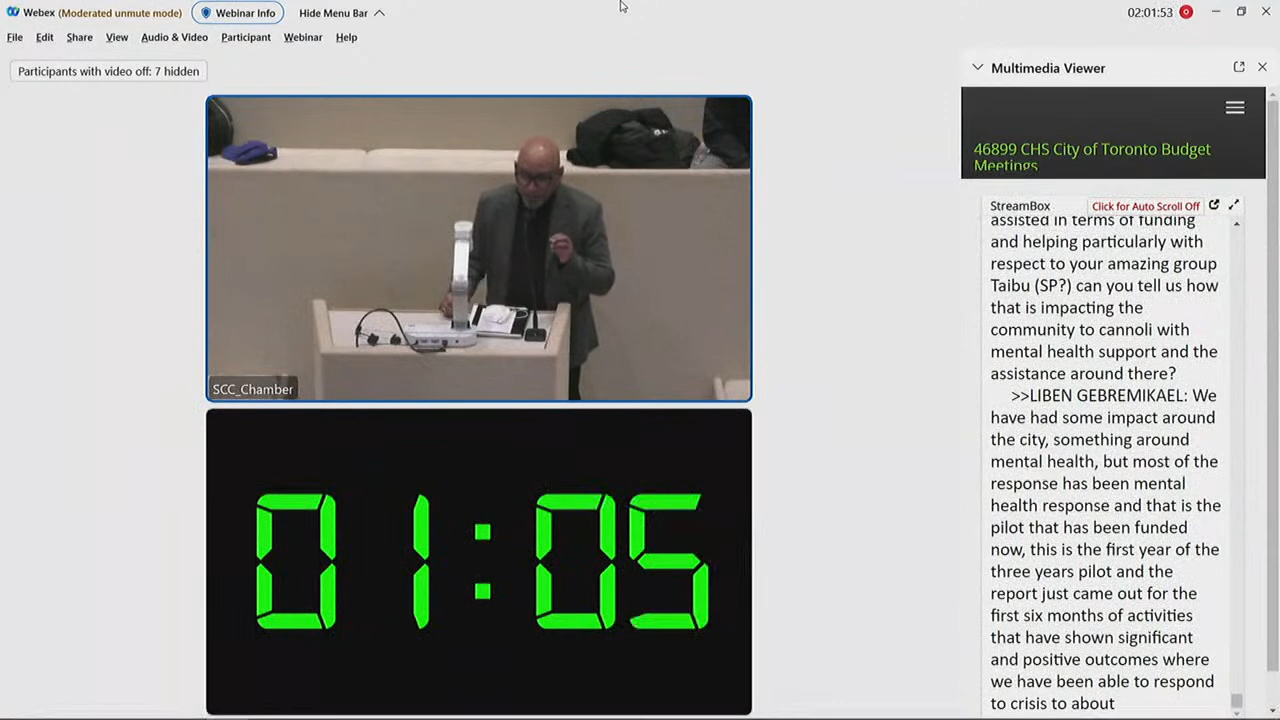 Webex (Moderated unmute mode) Webinar Info Hide Menu Bar 02:01:53
File Edit Share View Audio & Video Participant Webinar Help
Participants with video off: 7 hidden
SCC_Chamber
01:05
Multimedia Viewer
46899 CHS City of Toronto Budget
Meetings
StreamBox Click for Auto Scroll Off
assisted in terms of funding
and helping particularly with
respect to your amazing group
Taibu (SP?) can you tell us how
that is impacting the
community to cannoli with
mental health support and the
assistance around there?
>>LIBEN GEBREMIKAEL: We
have had some impact around
the city, something around
mental health, but most of the
response has been mental
health response and that is the
pilot that has been funded
now, this is the first year of the
three years pilot and the
report just came out for the
first six months of activities
that have shown significant
and positive outcomes where
we have been able to respond
to crisis to about